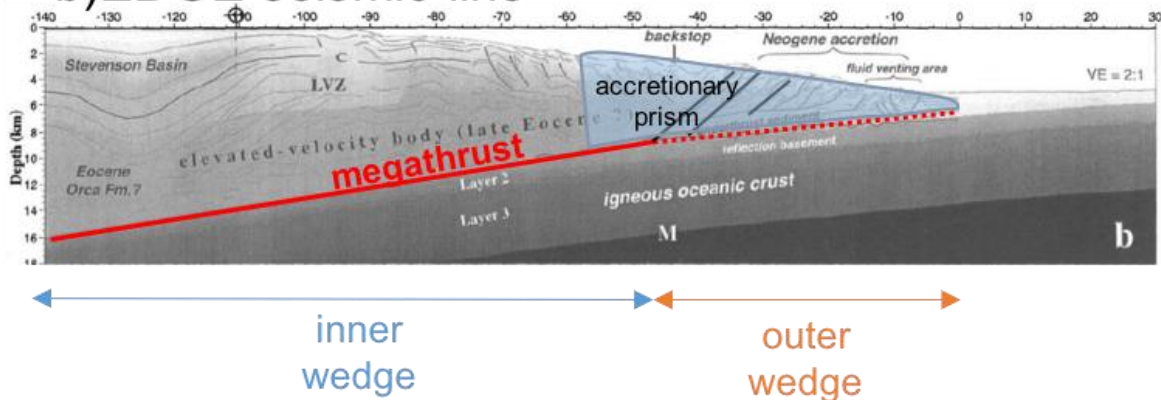 -140 -130 -120 -100 -90 -80 -70 -60 -50 -40 -30 -20 -10 0 10 20 30
0
2
4
6
8
10
12
14
16
18
Depth (km)
backstop
Neogene accretion
fluid venting area
VE = 2:1
Stevenson Basin
C
LVZ
accretionary
prism
elevated-velocity body (late Eocene ?)
megathrust
reflection basement
Eocene
Orca Fm.?
Layer 2
Layer 3
igneous oceanic crust
M
b
inner
wedge
outer
wedge